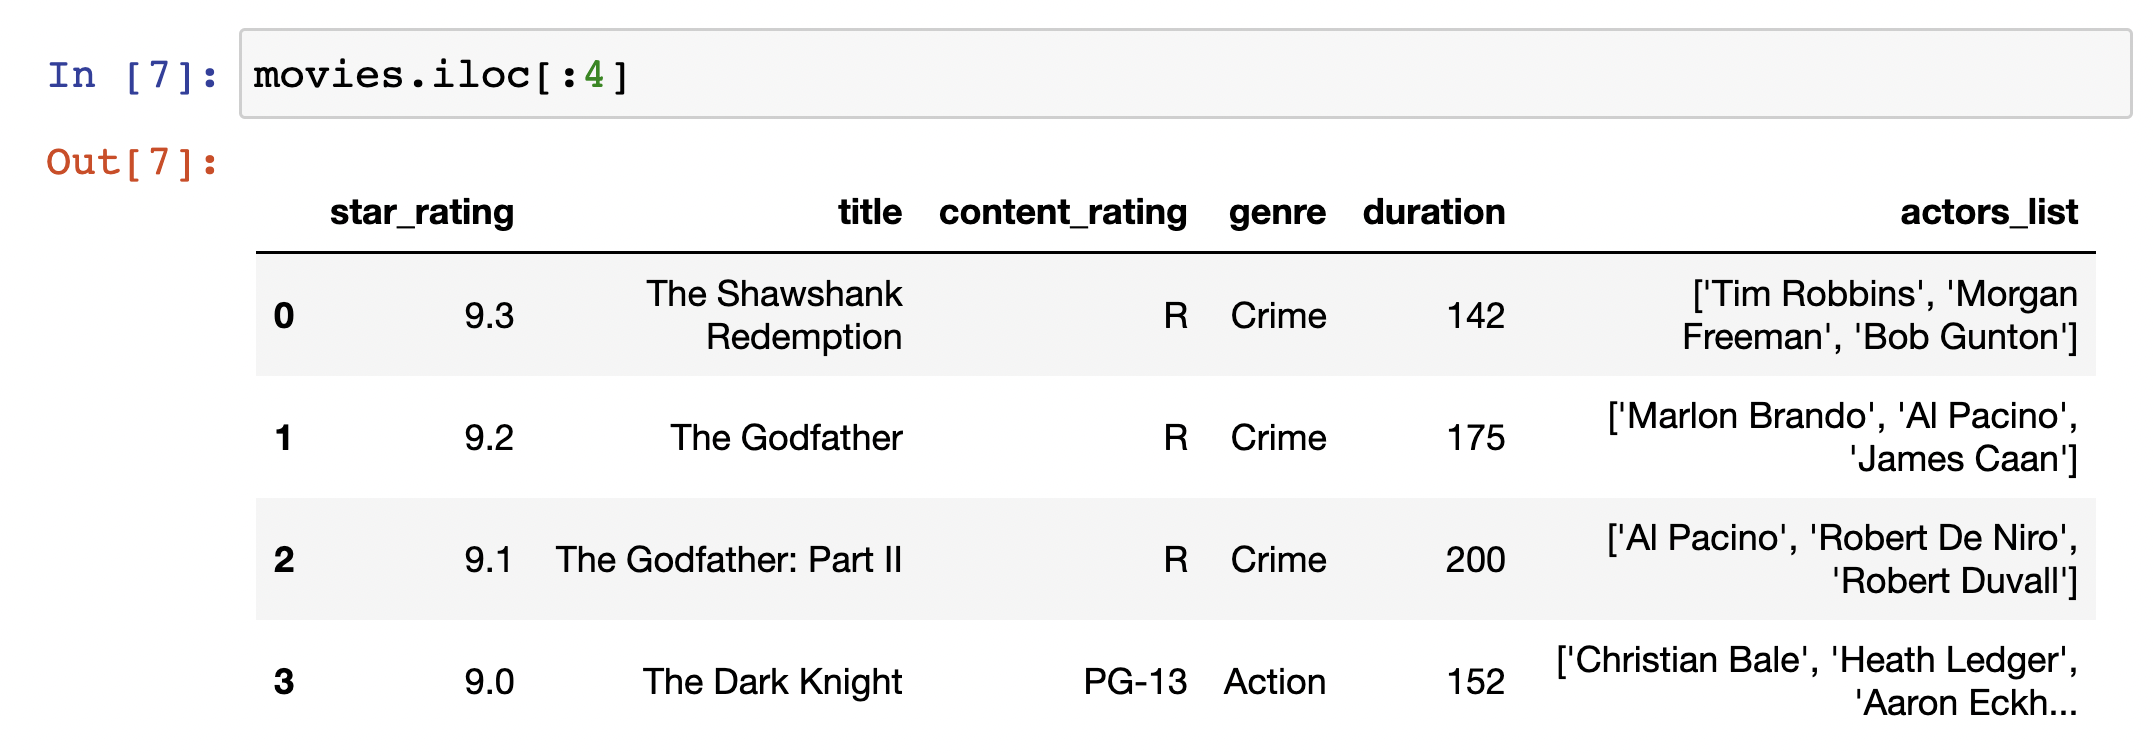 In [7]: movies.iloc[:4]
Out[7]:
star_rating title content_rating genre duration actors_list
0 9.3 The Shawshank Redemption R Crime 142 ['Tim Robbins', 'Morgan Freeman', 'Bob Gunton']
1 9.2 The Godfather R Crime 175 ['Marlon Brando', 'Al Pacino', 'James Caan']
2 9.1 The Godfather: Part II R Crime 200 ['Al Pacino', 'Robert De Niro', 'Robert Duvall']
3 9.0 The Dark Knight PG-13 Action 152 ['Christian Bale', 'Heath Ledger', 'Aaron Eckh...